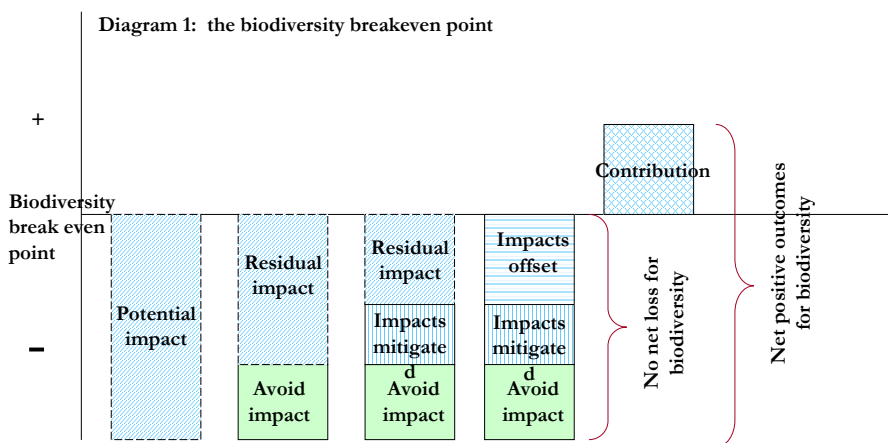 Diagram 1: the biodiversity breakeven point
+
Biodiversity
break even
point
-
Potential
impact
Residual
impact
Avoid
impact
Residual
impact
Impacts
mitigate
d
Avoid
impact
Impacts
offset
Impacts
mitigate
d
Avoid
impact
Contribution
No net loss for
biodiversity
Net positive outcomes
for biodiversity